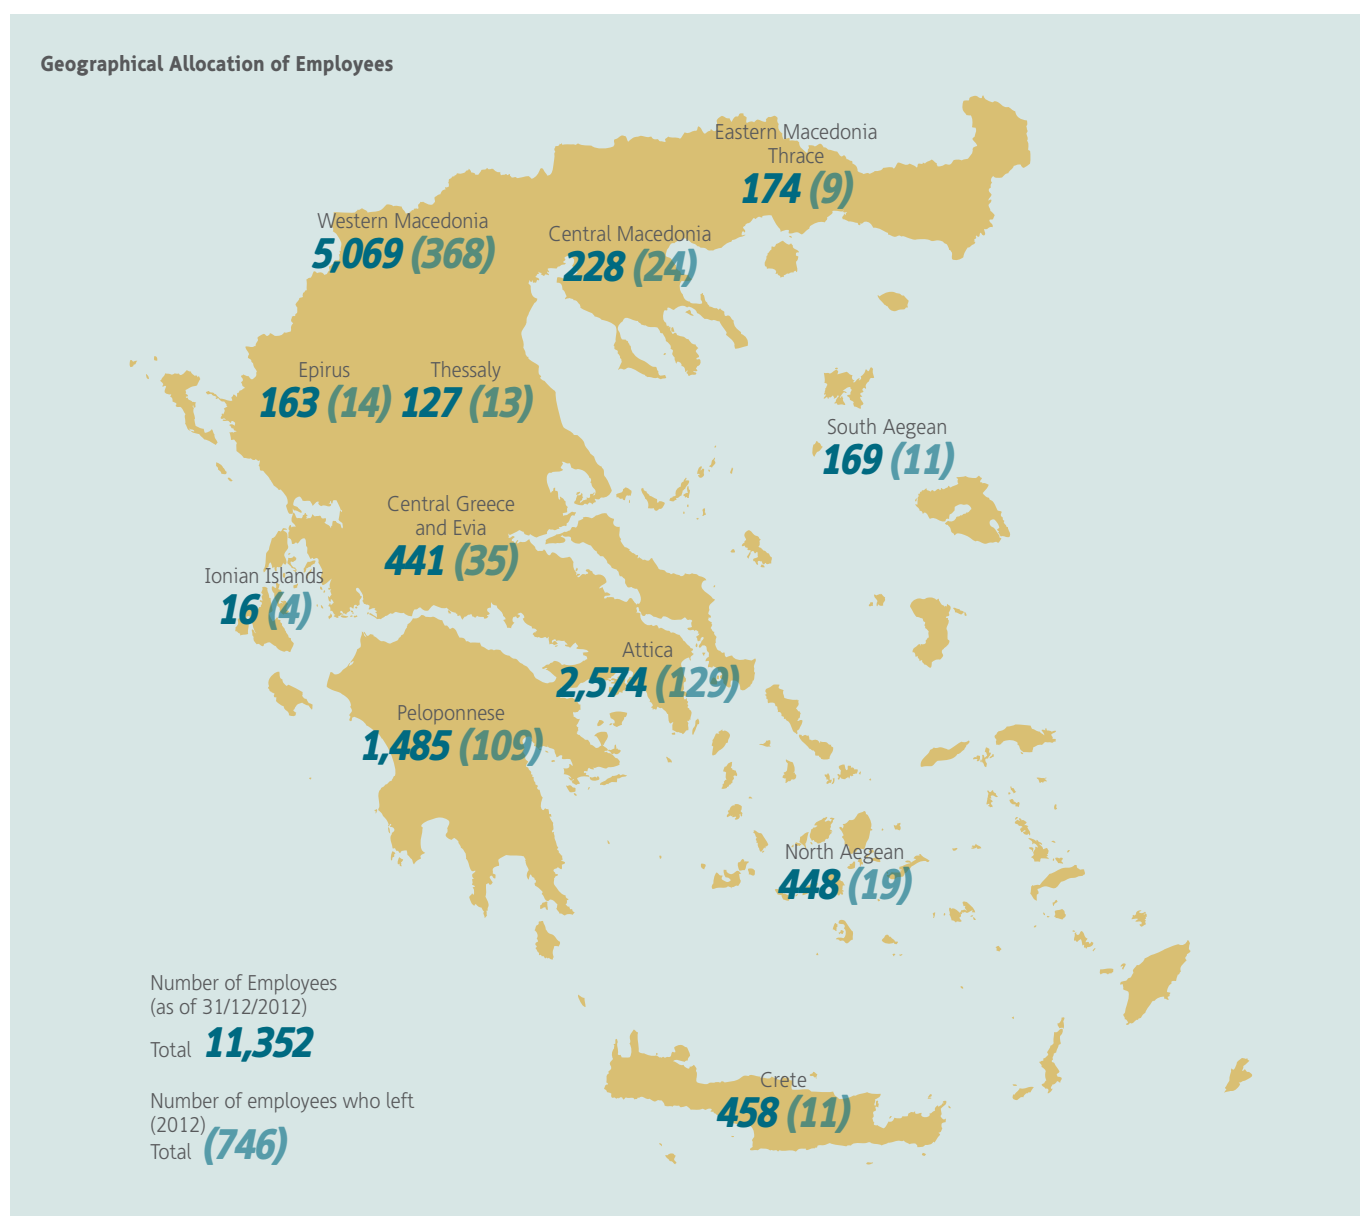 Geographical Allocation of Employees
Eastern Macedonia
Thrace
174 (9)
Western Macedonia
5,069 (368)
Central Macedonia
228 (24)
Epirus
163 (14)
Thessaly
127 (13)
South Aegean
169 (11)
Central Greece
and Evia
441 (35)
Ionian Islands
16 (4)
Attica
2,574 (129)
Peloponnese
1,485 (109)
North Aegean
448 (19)
Number of Employees
(as of 31/12/2012)
Total 11,352
Number of employees who left
(2012)
Total (746)
Crete
458 (11)